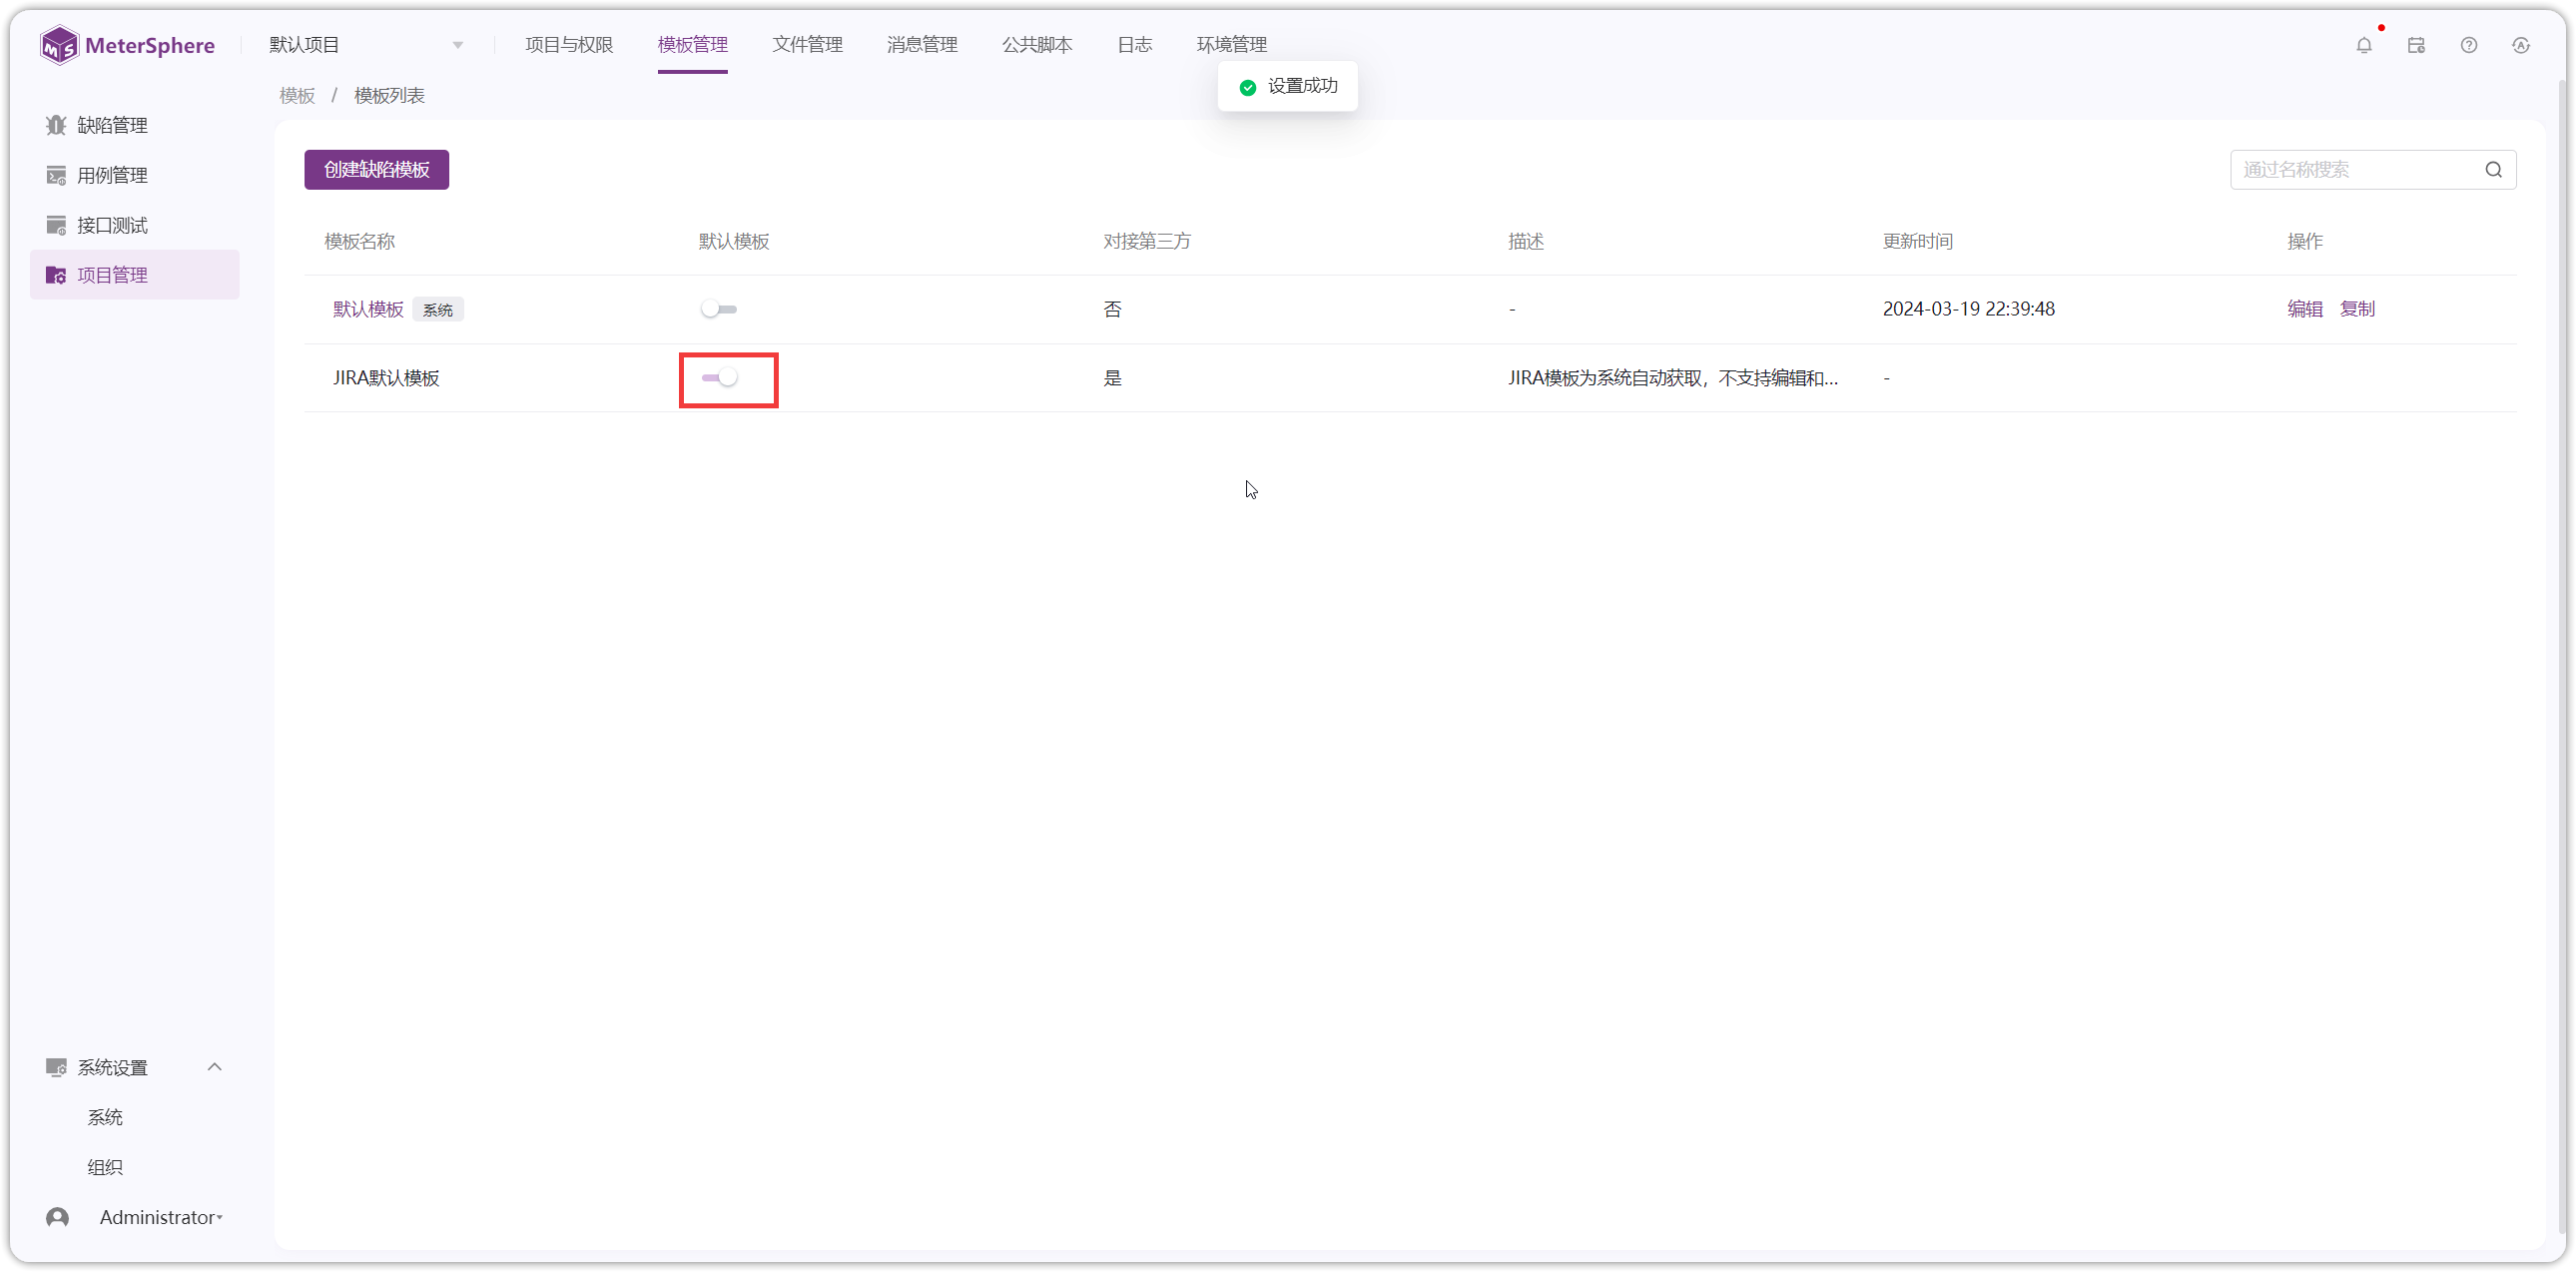 MeterSphere 默认项目 项目与权限 模板管理 文件管理 消息管理 公共脚本 日志 环境管理
设置成功
模板 / 模板列表
缺陷管理
用例管理
接口测试
项目管理
创建缺陷模板 通过名称搜索
模板名称 默认模板 对接第三方 描述 更新时间 操作
默认模板 系统 否 - 2024-03-19 22:39:48 编辑 复制
JIRA默认模板 是 JIRA模板为系统自动获取，不支持编辑和... -
系统设置
系统
组织
Administrator